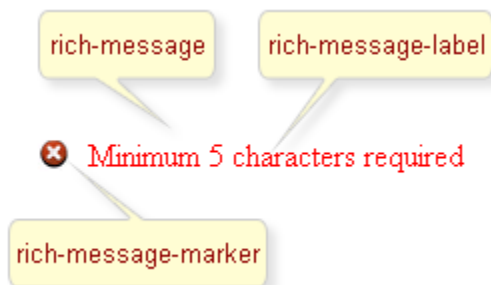 rich-message
rich-message-label
Minimum 5 characters required
rich-message-marker